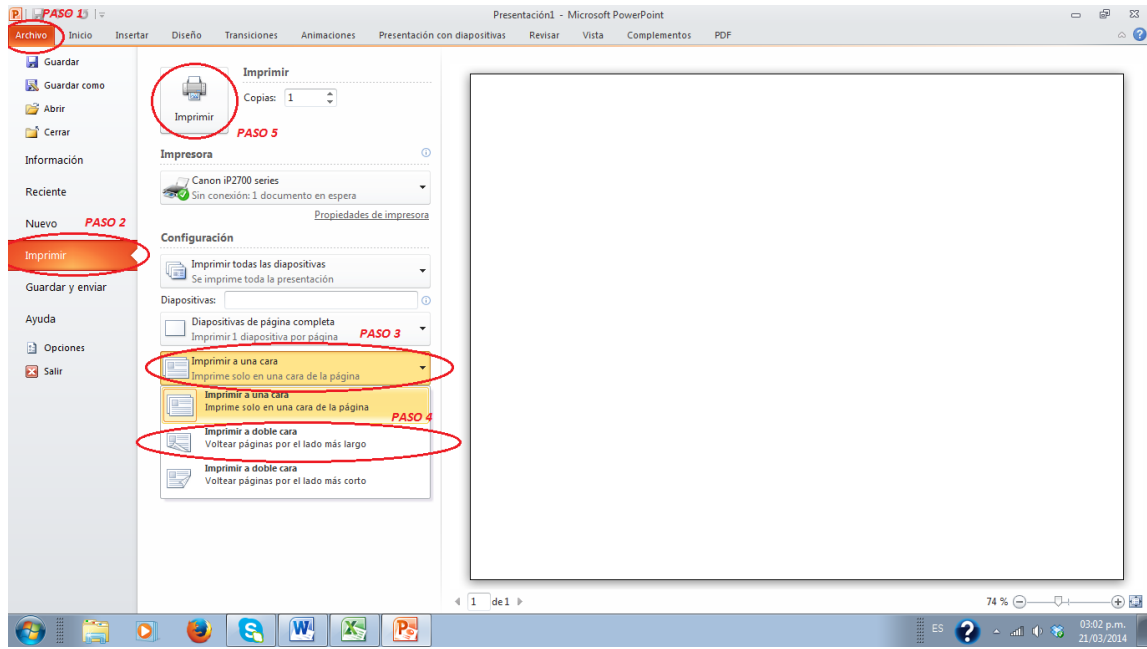 PASO 1
Presentación1 - Microsoft PowerPoint
Archivo Inicio Insertar Diseño Transiciones Animaciones Presentación con diapositivas Revisar Vista Complementos PDF
Guardar
Guardar como
Abrir
Cerrar
Información
Reciente
Nuevo
PASO 2
Imprimir
Guardar y enviar
Ayuda
Opciones
Salir
Imprimir
Copias: 1
Imprimir
PASO 5
Impresora
Canon iP2700 series
Sin conexión: 1 documento en espera
Propiedades de impresora
Configuración
Imprimir todas las diapositivas
Se imprime toda la presentación
Diapositivas:
Diapositivas de página completa
Imprimir 1 diapositiva por página
PASO 3
Imprimir a una cara
Imprime solo en una cara de la página
Imprimir a una cara
Imprime solo en una cara de la página
PASO 4
Imprimir a doble cara
Voltear páginas por el lado más largo
Imprimir a doble cara
Voltear páginas por el lado más corto
1 de 1
74 %
ES
03:02 p.m.
21/03/2014